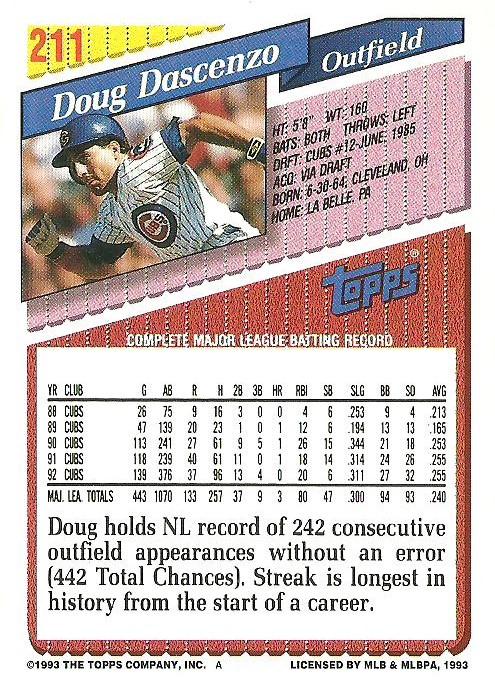 211
Doug Dascenzo
Outfield
HT: 5'8" WT: 160
BATS: BOTH THROWS: LEFT
DRFT: CUBS #12-JUNE, 1985
ACQ: VIA DRAFT
BORN: 6-30-64, CLEVELAND, OH
HOME: LA BELLE, PA
CUBS
Topps®
COMPLETE MAJOR LEAGUE BATTING RECORD
YR CLUB G AB R H 2B 3B HR RBI SB SLG BB SO AVG
88 CUBS 26 75 9 16 3 0 0 4 6 .253 9 4 .213
89 CUBS 47 139 20 23 1 0 1 12 6 .194 13 13 .165
90 CUBS 113 241 27 61 9 5 1 26 15 .344 21 18 .253
91 CUBS 118 239 40 61 11 0 1 18 14 .314 24 26 .255
92 CUBS 139 376 37 96 13 4 0 20 6 .311 27 32 .255
MAJ. LEA. TOTALS 443 1070 133 257 37 9 3 80 47 .300 94 93 .240
Doug holds NL record of 242 consecutive
outfield appearances without an error
(442 Total Chances). Streak is longest in
history from the start of a career.
©1993 THE TOPPS COMPANY, INC. A LICENSED BY MLB & MLBPA, 1993